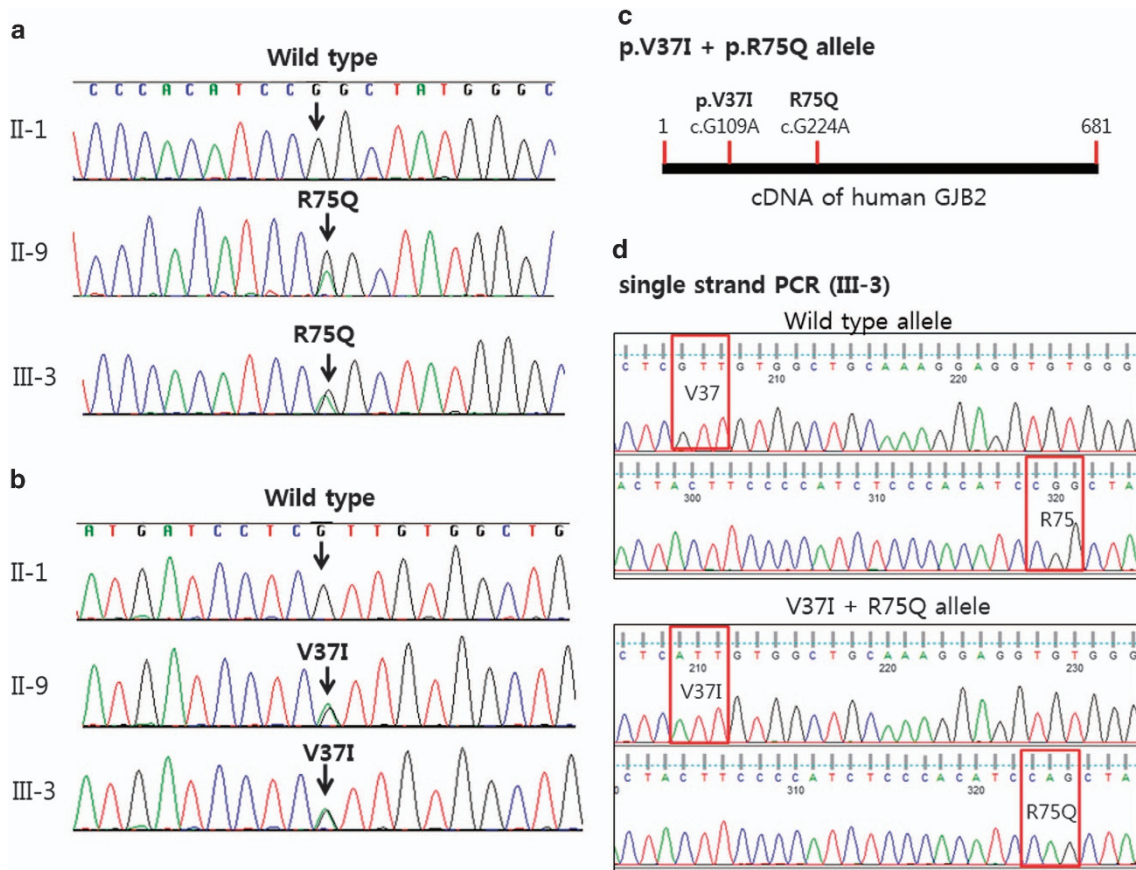 a
Wild type
C C C A C A T C C G G C T A T G G G C
II-1
R75Q
II-9
R75Q
III-3
b
Wild type
A T G A T C C T C G T T G T G G C T G
II-1
V37I
II-9
V37I
III-3
c
p.V37I + p.R75Q allele
p.V37I R75Q
1 c.G109A c.G224A 681
cDNA of human GJB2
d
single strand PCR (III-3)
Wild type allele
C T C G T T G T G G C T G C A A A G G A G G T G T G G G
210 220
V37
A C T A C T T C C C C A T C T C C C A C A T C C G G C T A
300 310 320
R75
V37I + R75Q allele
C T C A T T G T G G C T G C A A A G G A G G T G T G G G
210 220 230
V37I
C T A C T T C C C C A T C T C C C A C A T C C A G C T A
0 310 320
R75Q